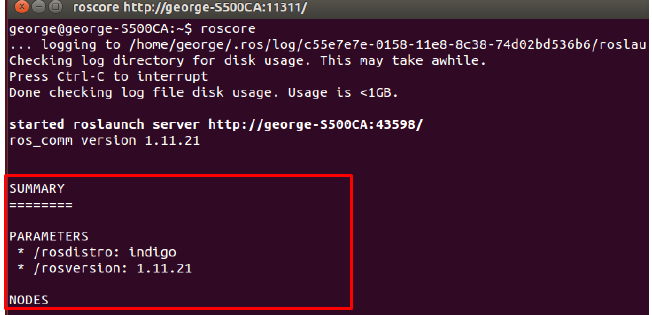 roscore http://george-S500CA:11311/
george@george-S500CA:~$ roscore
... logging to /home/george/.ros/log/c55e7e7e-0158-11e8-8c38-74d02bd536b6/roslau
Checking log directory for disk usage. This may take awhile.
Press Ctrl-C to interrupt
Done checking log file disk usage. Usage is <1GB.
started roslaunch server http://george-S500CA:43598/
ros_comm version 1.11.21
SUMMARY
========
PARAMETERS
* /rosdistro: indigo
* /rosversion: 1.11.21
NODES